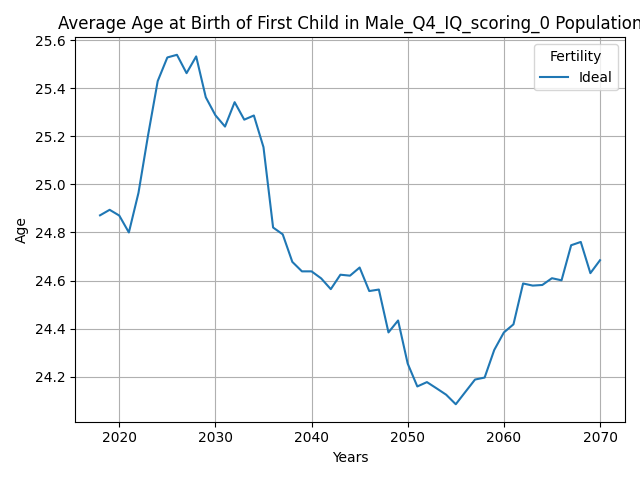 Average Age at Birth of First Child in Male_Q4_IQ_scoring_0 Population
25.6
25.4
25.2
25.0
24.8
24.6
24.4
24.2
Age
Fertility
Ideal
2020 2030 2040 2050 2060 2070
Years